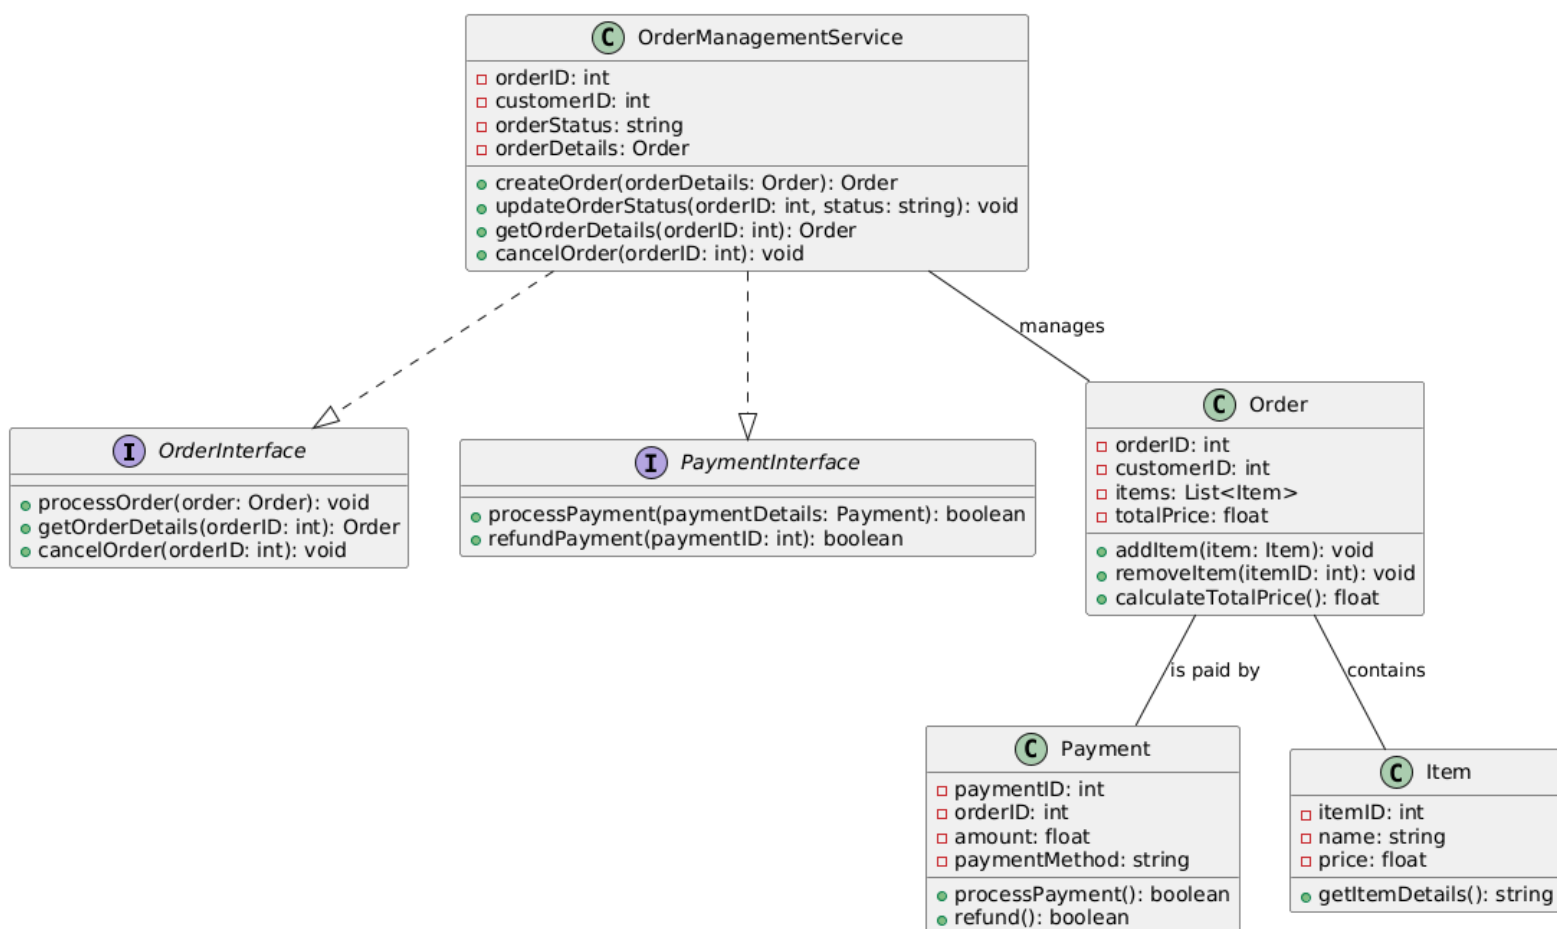 C OrderManagementService
orderID: int
customerID: int
orderStatus: string
orderDetails: Order
createOrder(orderDetails: Order): Order
updateOrderStatus(orderID: int, status: string): void
getOrderDetails(orderID: int): Order
cancelOrder(orderID: int): void
manages
I OrderInterface
processOrder(order: Order): void
getOrderDetails(orderID: int): Order
cancelOrder(orderID: int): void
I PaymentInterface
processPayment(paymentDetails: Payment): boolean
refundPayment(paymentID: int): boolean
C Order
orderID: int
customerID: int
items: List<Item>
totalPrice: float
addItem(item: Item): void
removeItem(itemID: int): void
calculateTotalPrice(): float
is paid by
contains
C Payment
paymentID: int
orderID: int
amount: float
paymentMethod: string
processPayment(): boolean
refund(): boolean
C Item
itemID: int
name: string
price: float
getItemDetails(): string